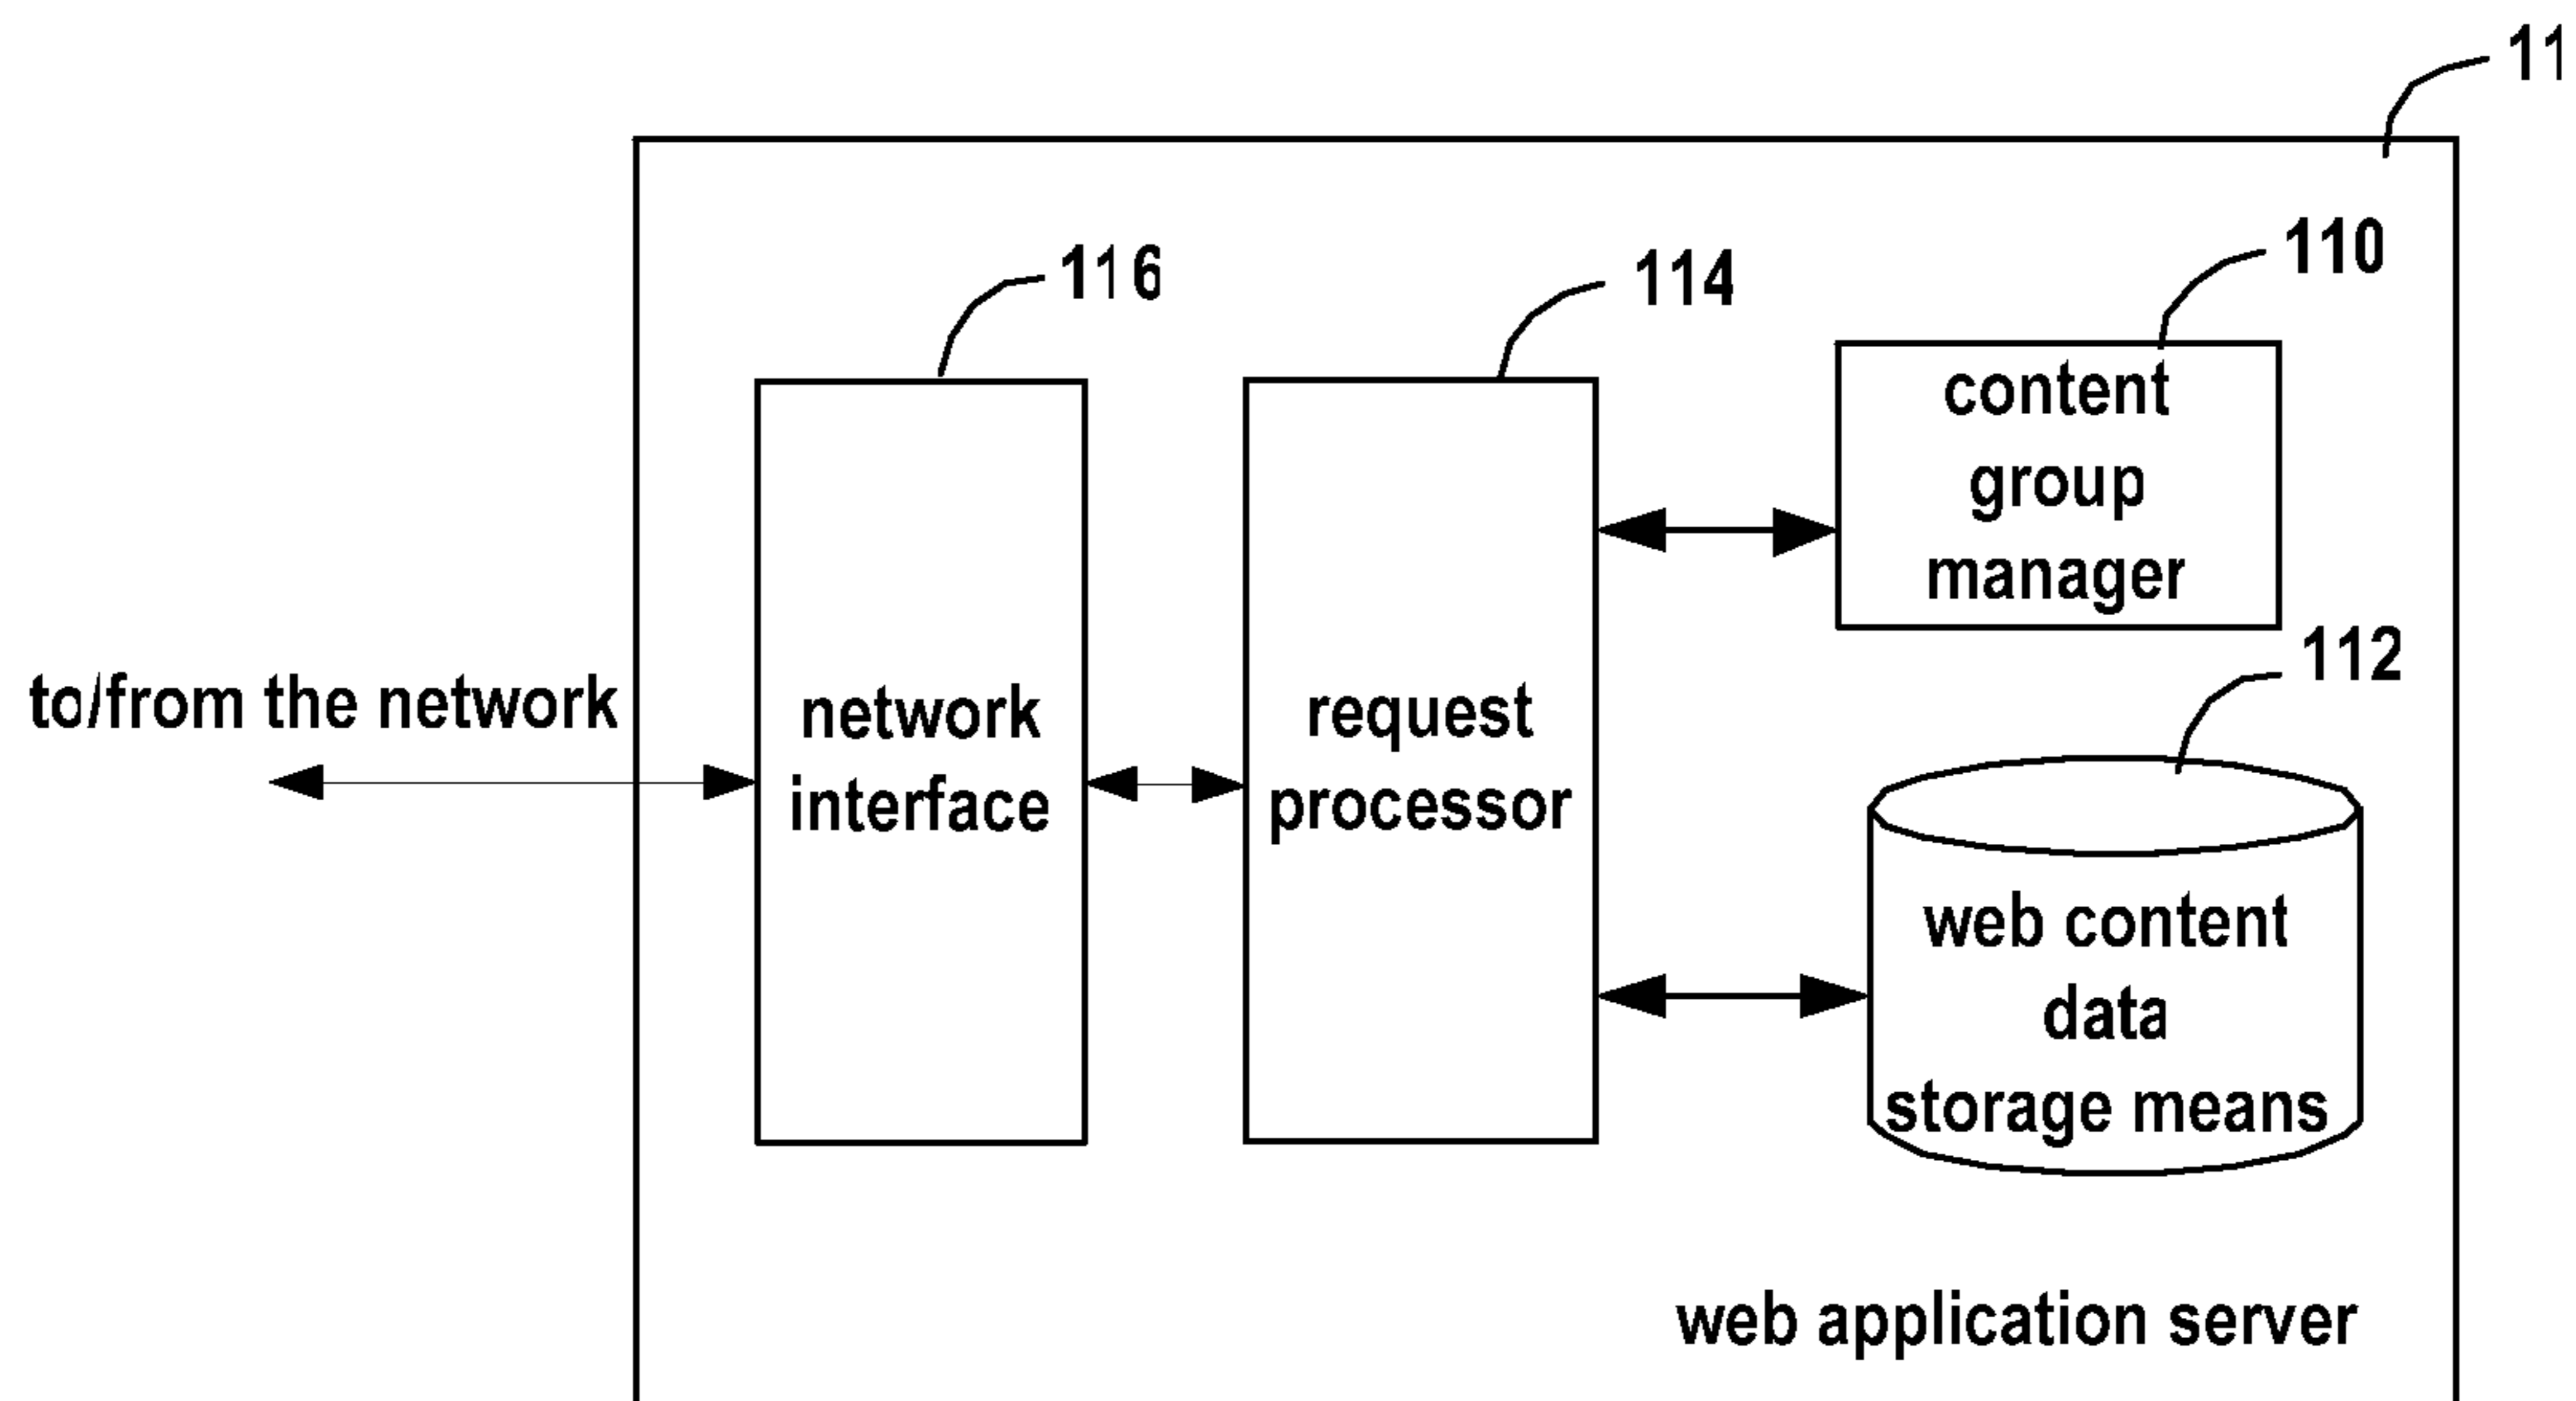 11
116
114
110
content
group
manager
112
to/from the network
network
interface
request
processor
web content
data
storage means
web application server